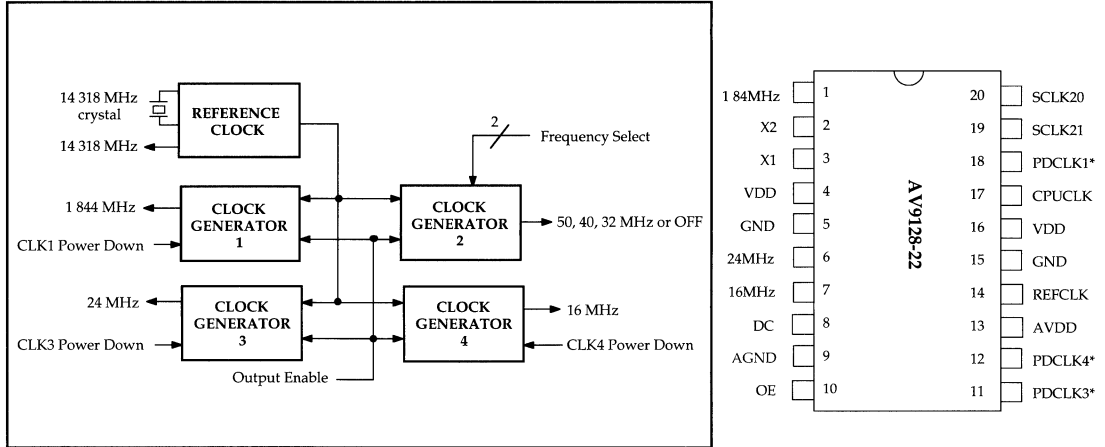 14 318 MHz
crystal
14 318 MHz
REFERENCE
CLOCK
2
Frequency Select
1 844 MHz
CLK1 Power Down
CLOCK
GENERATOR
1
CLOCK
GENERATOR
2
50, 40, 32 MHz or OFF
24 MHz
CLK3 Power Down
CLOCK
GENERATOR
3
CLOCK
GENERATOR
4
16 MHz
CLK4 Power Down
Output Enable
1 84MHz 1
X2 2
X1 3
VDD 4
GND 5
24MHz 6
16MHz 7
DC 8
AGND 9
OE 10
AV9128-22
20 SCLK20
19 SCLK21
18 PDCLK1*
17 CPUCLK
16 VDD
15 GND
14 REFCLK
13 AVDD
12 PDCLK4*
11 PDCLK3*